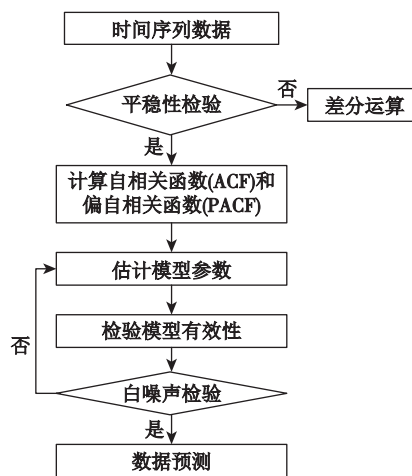 时间序列数据
平稳性检验
否
差分运算
是
计算自相关函数(ACF)和
偏自相关函数(PACF)
估计模型参数
检验模型有效性
否
白噪声检验
是
数据预测